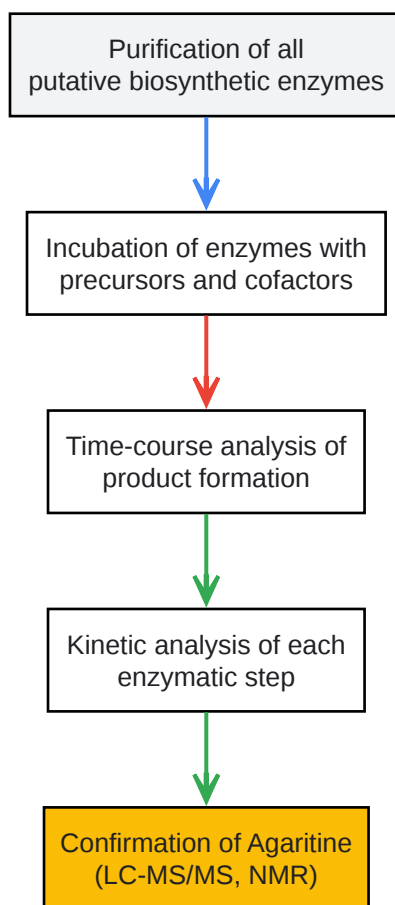 Purification of all
putative biosynthetic enzymes
Incubation of enzymes with
precursors and cofactors
Time-course analysis of
product formation
Kinetic analysis of each
enzymatic step
Confirmation of Agaritine
(LC-MS/MS, NMR)